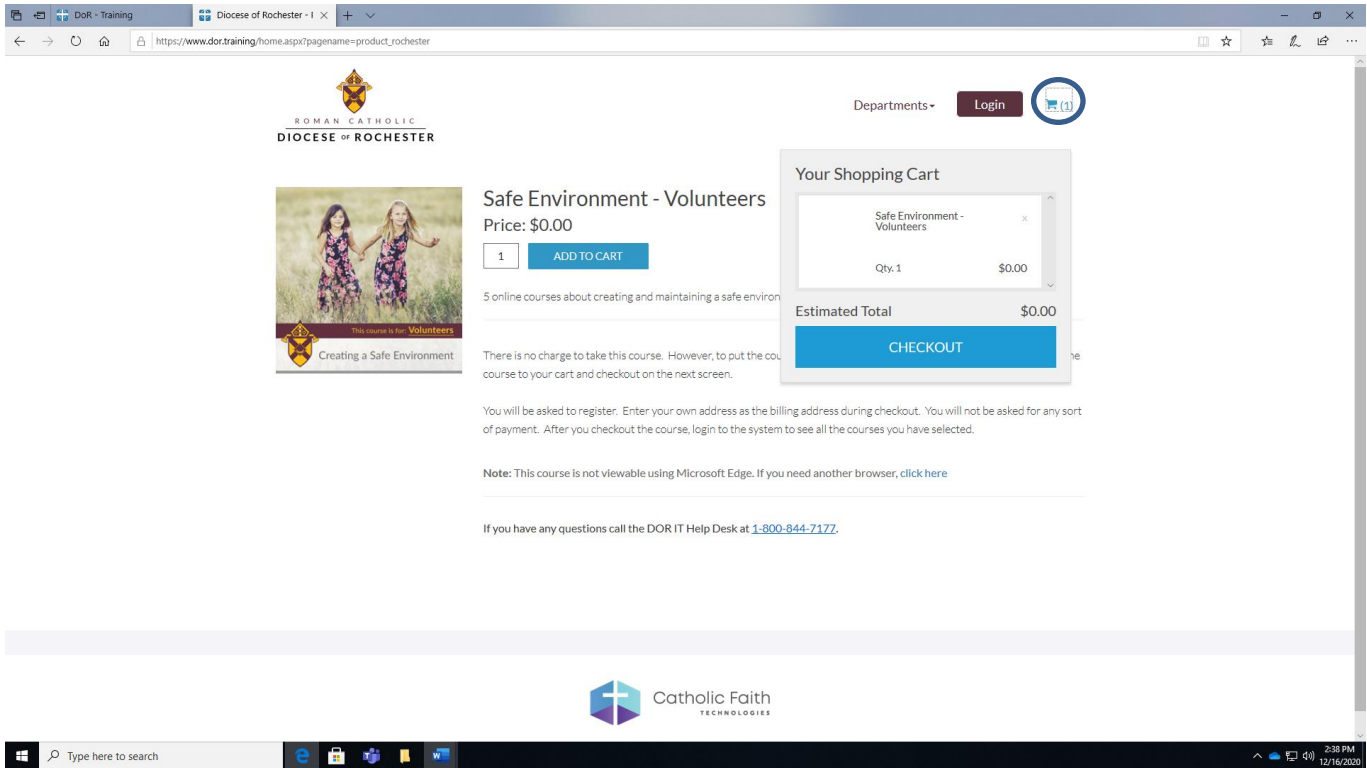 DoR - Training
Diocese of Rochester - I
https://www.dor.training/home.aspx?pagename=product_rochester
ROMAN CATHOLIC
DIOCESE OF ROCHESTER
Departments
Login
(1)
Your Shopping Cart
Safe Environment -
Volunteers
x
Qty. 1
$0.00
Estimated Total
$0.00
CHECKOUT
This course is for: Volunteers
Creating a Safe Environment
Safe Environment - Volunteers
Price: $0.00
1
ADD TO CART
5 online courses about creating and maintaining a safe environ
There is no charge to take this course. However, to put the cou
course to your cart and checkout on the next screen.
You will be asked to register. Enter your own address as the billing address during checkout. You will not be asked for any sort
of payment. After you checkout the course, login to the system to see all the courses you have selected.
Note: This course is not viewable using Microsoft Edge. If you need another browser, click here
If you have any questions call the DOR IT Help Desk at 1-800-844-7177.
Catholic Faith
TECHNOLOGIES
Type here to search
2:38 PM
12/16/2020